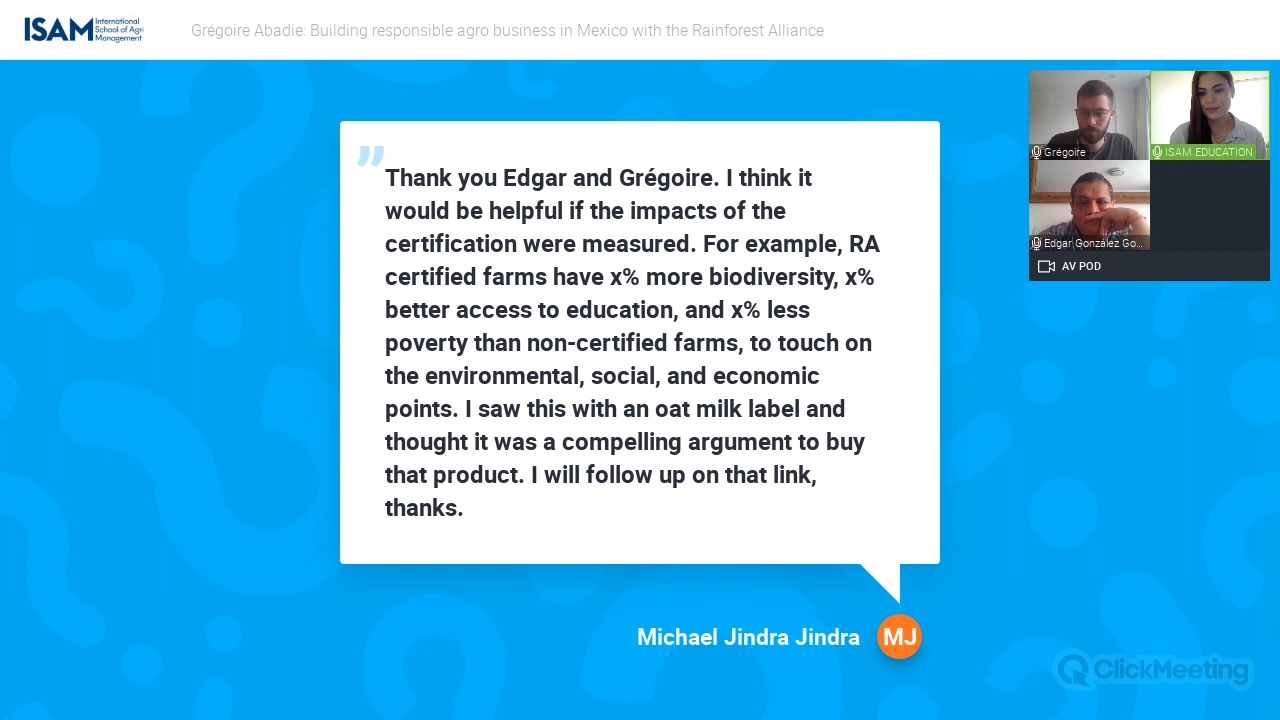 ISAM International
School of Agri
Management
Grégoire Abadie: Building responsible agro business in Mexico with the Rainforest Alliance
Grégoire
ISAM EDUCATION
Edgar González Go...
AV POD
"
Thank you Edgar and Grégoire. I think it
would be helpful if the impacts of the
certification were measured. For example, RA
certified farms have x% more biodiversity, x%
better access to education, and x% less
poverty than non-certified farms, to touch on
the environmental, social, and economic
points. I saw this with an oat milk label and
thought it was a compelling argument to buy
that product. I will follow up on that link,
thanks.
Michael Jindra Jindra
MJ
ClickMeeting